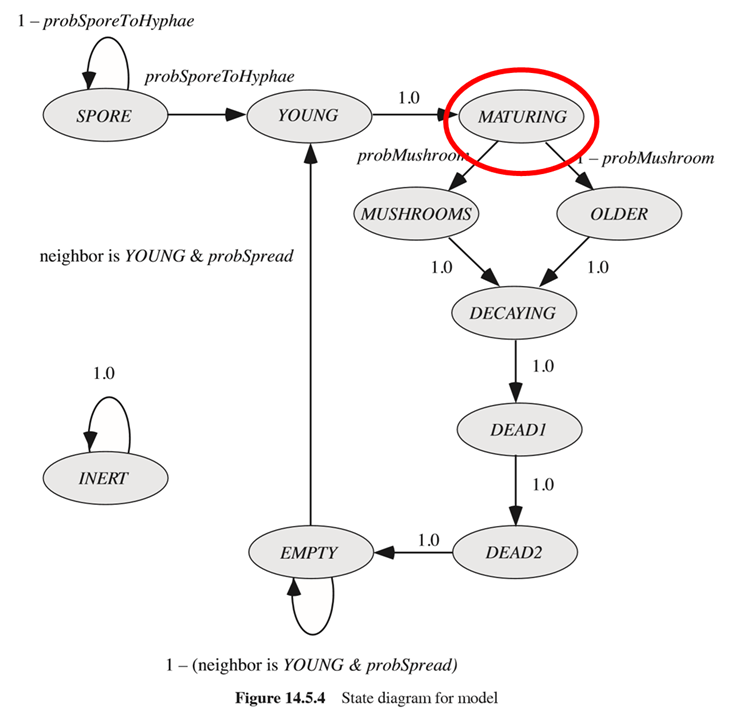 1 – probSporeToHyphae
probSporeToHyphae
SPORE
YOUNG
1.0
MATURING
probMushroom
1 – probMushroom
MUSHROOMS
OLDER
neighbor is YOUNG & probSpread
1.0
1.0
DECAYING
1.0
1.0
DEAD1
INERT
1.0
EMPTY
1.0
DEAD2
1 – (neighbor is YOUNG & probSpread)
Figure 14.5.4 State diagram for model